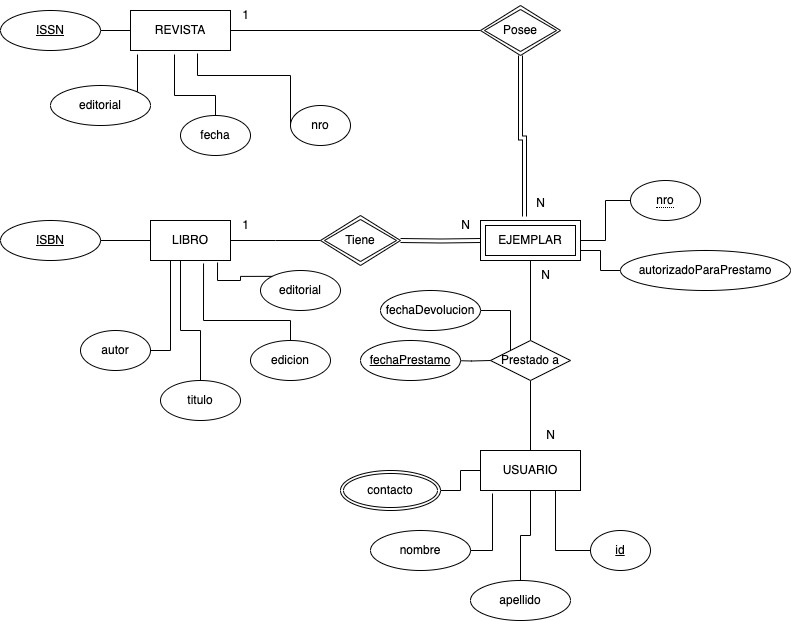 ISSN
REVISTA
1
Posee
editorial
fecha
nro
N
nro
ISBN
LIBRO
1
Tiene
N
EJEMPLAR
autorizadoParaPrestamo
N
editorial
fechaDevolucion
autor
edicion
fechaPrestamo
Prestado a
titulo
N
USUARIO
contacto
nombre
id
apellido